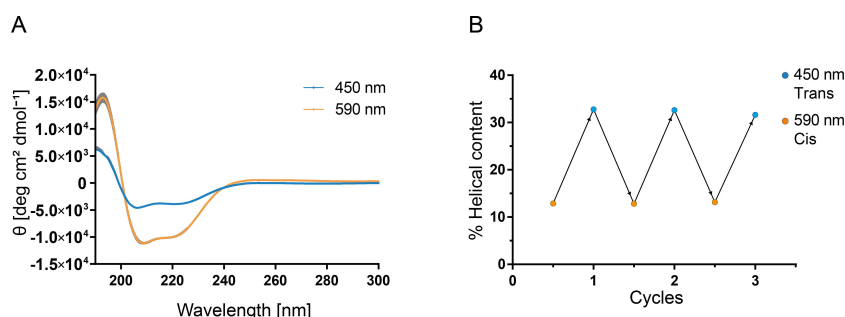 A
θ [deg cm² dmol⁻¹]
2.0×10⁴
1.5×10⁴
1.0×10⁴
5.0×10³
0
-5.0×10³
-1.0×10⁴
-1.5×10⁴
200 220 240 260 280 300
Wavelength [nm]
450 nm
590 nm
B
% Helical content
40
30
20
10
0
0 1 2 3
Cycles
450 nm
Trans
590 nm
Cis